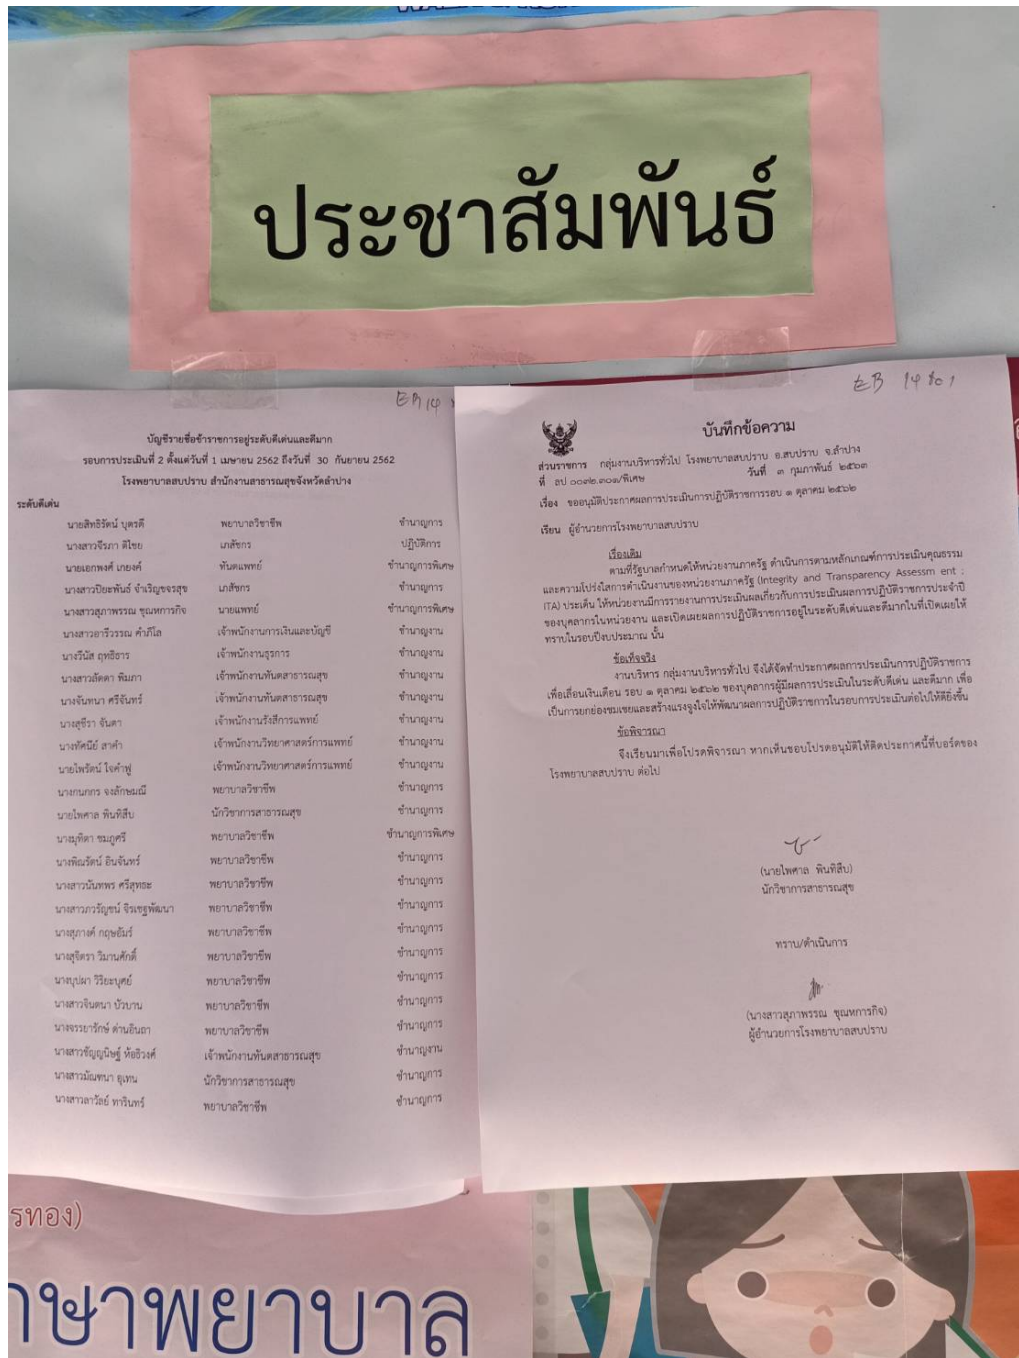 ประชาสัมพันธ์
EB 14
บัญชีรายชื่อข้าราชการอยู่ระดับดีเด่นและดีมาก
รอบการประเมินที่ 2 ตั้งแต่วันที่ 1 เมษายน 2562 ถึงวันที่ 30 กันยายน 2562
โรงพยาบาลสบปราบ สำนักงานสาธารณสุขจังหวัดลำปาง
ระดับดีเด่น
นายสิทธิรัตน์ บุตรดี พยาบาลวิชาชีพ ชำนาญการ
นางสาวจีรภา ดีไชย เภสัชกร ปฏิบัติการ
นายเอกพงศ์ เกยงค์ ทันตแพทย์ ชำนาญการพิเศษ
นางสาวปิยะพันธ์ จำเริญขจรสุข เภสัชกร ชำนาญการ
นางสาวสุภาพรรณ ชุณหการกิจ นายแพทย์ ชำนาญการพิเศษ
นางสาวอารีวรรณ คำภิโล เจ้าพนักงานการเงินและบัญชี ชำนาญงาน
นางวีนัส ฤทธิธาร เจ้าพนักงานธุรการ ชำนาญงาน
นางสาวลัดดา พิมภา เจ้าพนักงานทันตสาธารณสุข ชำนาญงาน
นางจันทนา ศรีจันทร์ เจ้าพนักงานทันตสาธารณสุข ชำนาญงาน
นางสุชีรา จันตา เจ้าพนักงานรังสีการแพทย์ ชำนาญงาน
นางทัศนีย์ สาคำ เจ้าพนักงานวิทยาศาสตร์การแพทย์ ชำนาญงาน
นายไพรัตน์ ใจคำฟู เจ้าพนักงานวิทยาศาสตร์การแพทย์ ชำนาญงาน
นางกนกกร จงลักษมณี พยาบาลวิชาชีพ ชำนาญการ
นายไพศาล พินทิสืบ นักวิชาการสาธารณสุข ชำนาญการ
นางมุทิตา ชมภูศรี พยาบาลวิชาชีพ ชำนาญการพิเศษ
นางพิณรัตน์ อินจันทร์ พยาบาลวิชาชีพ ชำนาญการ
นางสาวนันทพร ศรีสุทธะ พยาบาลวิชาชีพ ชำนาญการ
นางสาวภวรัญชน์ จิรเชฐพัฒนา พยาบาลวิชาชีพ ชำนาญการ
นางสุภางค์ กฤษอัมร์ พยาบาลวิชาชีพ ชำนาญการ
นางสุจิตรา วิมานศักดิ์ พยาบาลวิชาชีพ ชำนาญการ
นางบุปผา วิริยะบุศย์ พยาบาลวิชาชีพ ชำนาญการ
นางสาวจินตนา บัวบาน พยาบาลวิชาชีพ ชำนาญการ
นางจรรยารักษ์ ด่านอินถา พยาบาลวิชาชีพ ชำนาญการ
นางสาวชัญญนิษฐ์ ห้อธิวงศ์ เจ้าพนักงานทันตสาธารณสุข ชำนาญงาน
นางสาวมัณฑนา อุเทน นักวิชาการสาธารณสุข ชำนาญการ
นางสาวลาวัลย์ ทารินทร์ พยาบาลวิชาชีพ ชำนาญการ
EB 14
บันทึกข้อความ
ส่วนราชการ กลุ่มงานบริหารทั่วไป โรงพยาบาลสบปราบ อ.สบปราบ จ.ลำปาง
ที่ ลป ๐๐๓๒.๓๐๑/พิเศษ วันที่ ๓ กุมภาพันธ์ ๒๕๖๓
เรื่อง ขออนุมัติประกาศผลการประเมินการปฏิบัติราชการรอบ ๑ ตุลาคม ๒๕๖๒
เรียน ผู้อำนวยการโรงพยาบาลสบปราบ
เรื่องเดิม
ตามที่รัฐบาลกำหนดให้หน่วยงานภาครัฐ ดำเนินการตามหลักเกณฑ์การประเมินคุณธรรม
และความโปร่งใสการดำเนินงานของหน่วยงานภาครัฐ (Integrity and Transparency Assessm ent :
ITA) ประเด็น ให้หน่วยงานมีการรายงานการประเมินผลเกี่ยวกับการประเมินผลการปฏิบัติราชการประจำปี
ของบุคลากรในหน่วยงาน และเปิดเผยผลการปฏิบัติราชการอยู่ในระดับดีเด่นและดีมากในที่เปิดเผยให้
ทราบในรอบปีงบประมาณ นั้น
ข้อเท็จจริง
งานบริหาร กลุ่มงานบริหารทั่วไป จึงได้จัดทำประกาศผลการประเมินการปฏิบัติราชการ
เพื่อเลื่อนเงินเดือน รอบ ๑ ตุลาคม ๒๕๖๒ ของบุคลากรผู้มีผลการประเมินในระดับดีเด่น และดีมาก เพื่อ
เป็นการยกย่องชมเชยและสร้างแรงจูงใจให้พัฒนาผลการปฏิบัติราชการในรอบการประเมินต่อไปให้ดียิ่งขึ้น
ข้อพิจารณา
จึงเรียนมาเพื่อโปรดพิจารณา หากเห็นชอบโปรดอนุมัติให้ติดประกาศนี้ที่บอร์ดของ
โรงพยาบาลสบปราบ ต่อไป
(นายไพศาล พินทิสืบ)
นักวิชาการสาธารณสุข
ทราบ/ดำเนินการ
(นางสาวสุภาพรรณ ชุณหการกิจ)
ผู้อำนวยการโรงพยาบาลสบปราบ
รทอง)
าษาพยาบาล